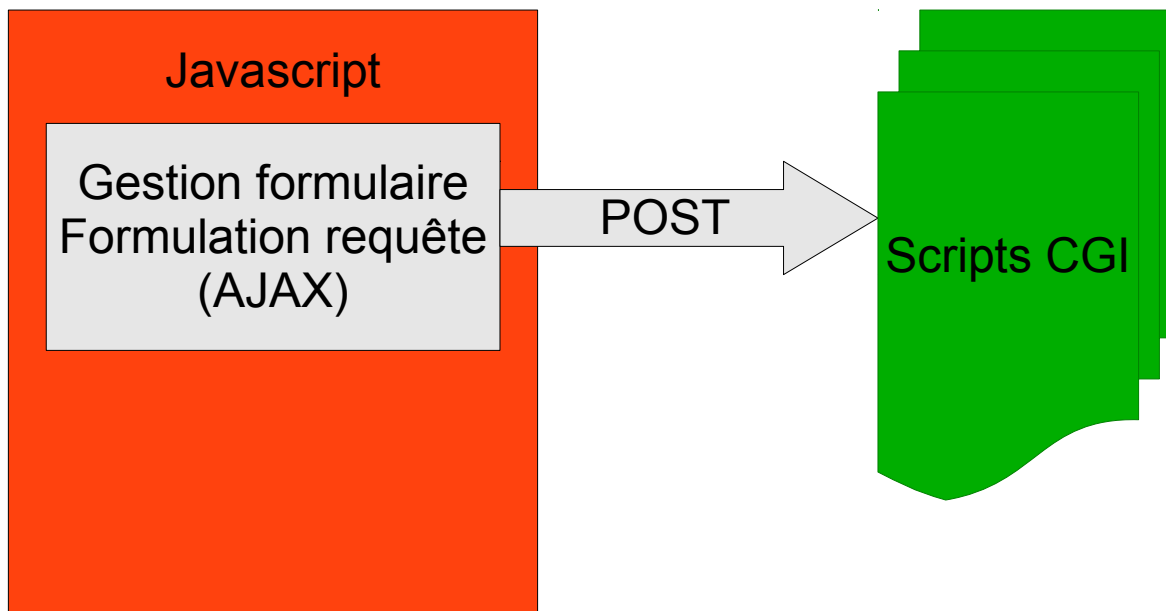 Javascript
Gestion formulaire
Formulation requête
(AJAX)
POST
Scripts CGI